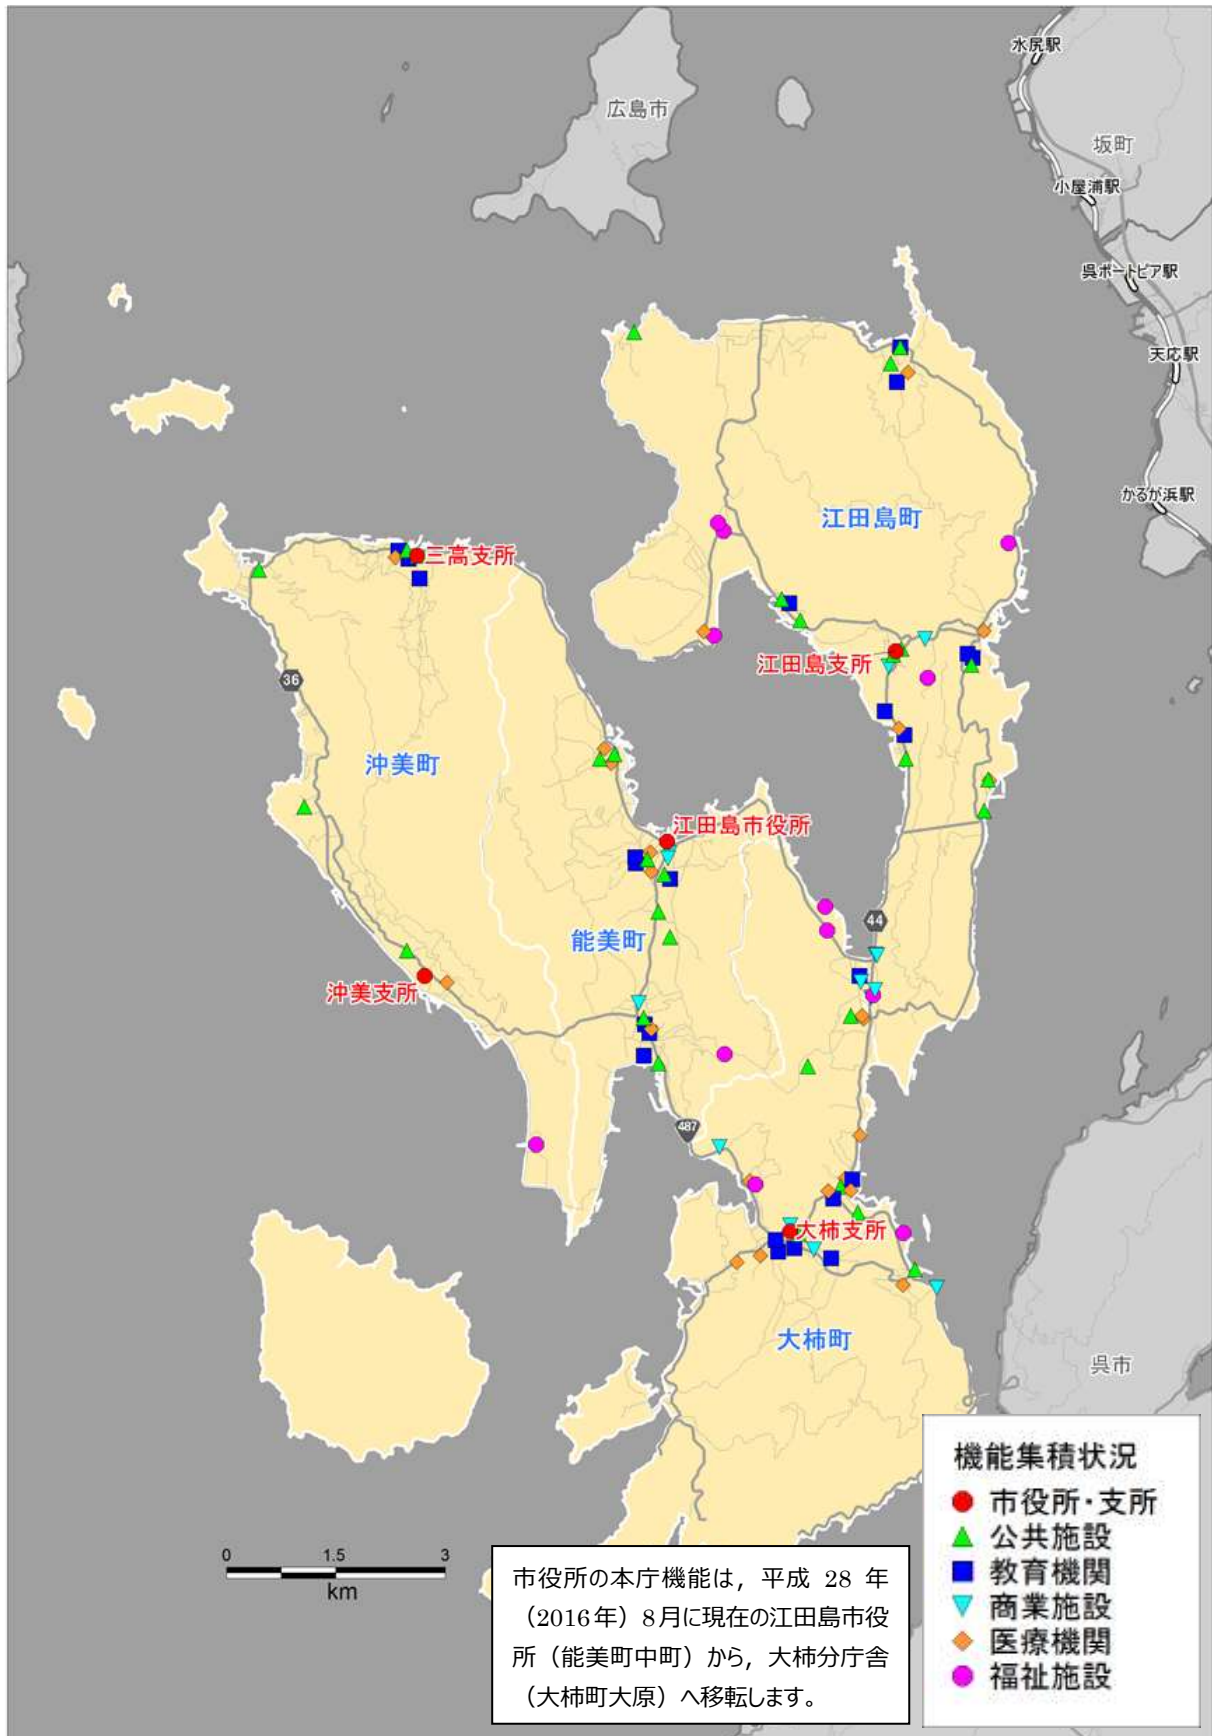 水尻駅
広島市
坂町
小屋浦駅
呉ポートピア駅
天応駅
かるが浜駅
江田島町
三高支所
江田島支所
36
沖美町
江田島市役所
44
能美町
沖美支所
487
大柿支所
大柿町
呉市
機能集積状況
市役所・支所
公共施設
教育機関
商業施設
医療機関
福祉施設
0 1.5 3
km
市役所の本庁機能は，平成 28 年
（2016年）8月に現在の江田島市役
所（能美町中町）から，大柿分庁舎
（大柿町大原）へ移転します。